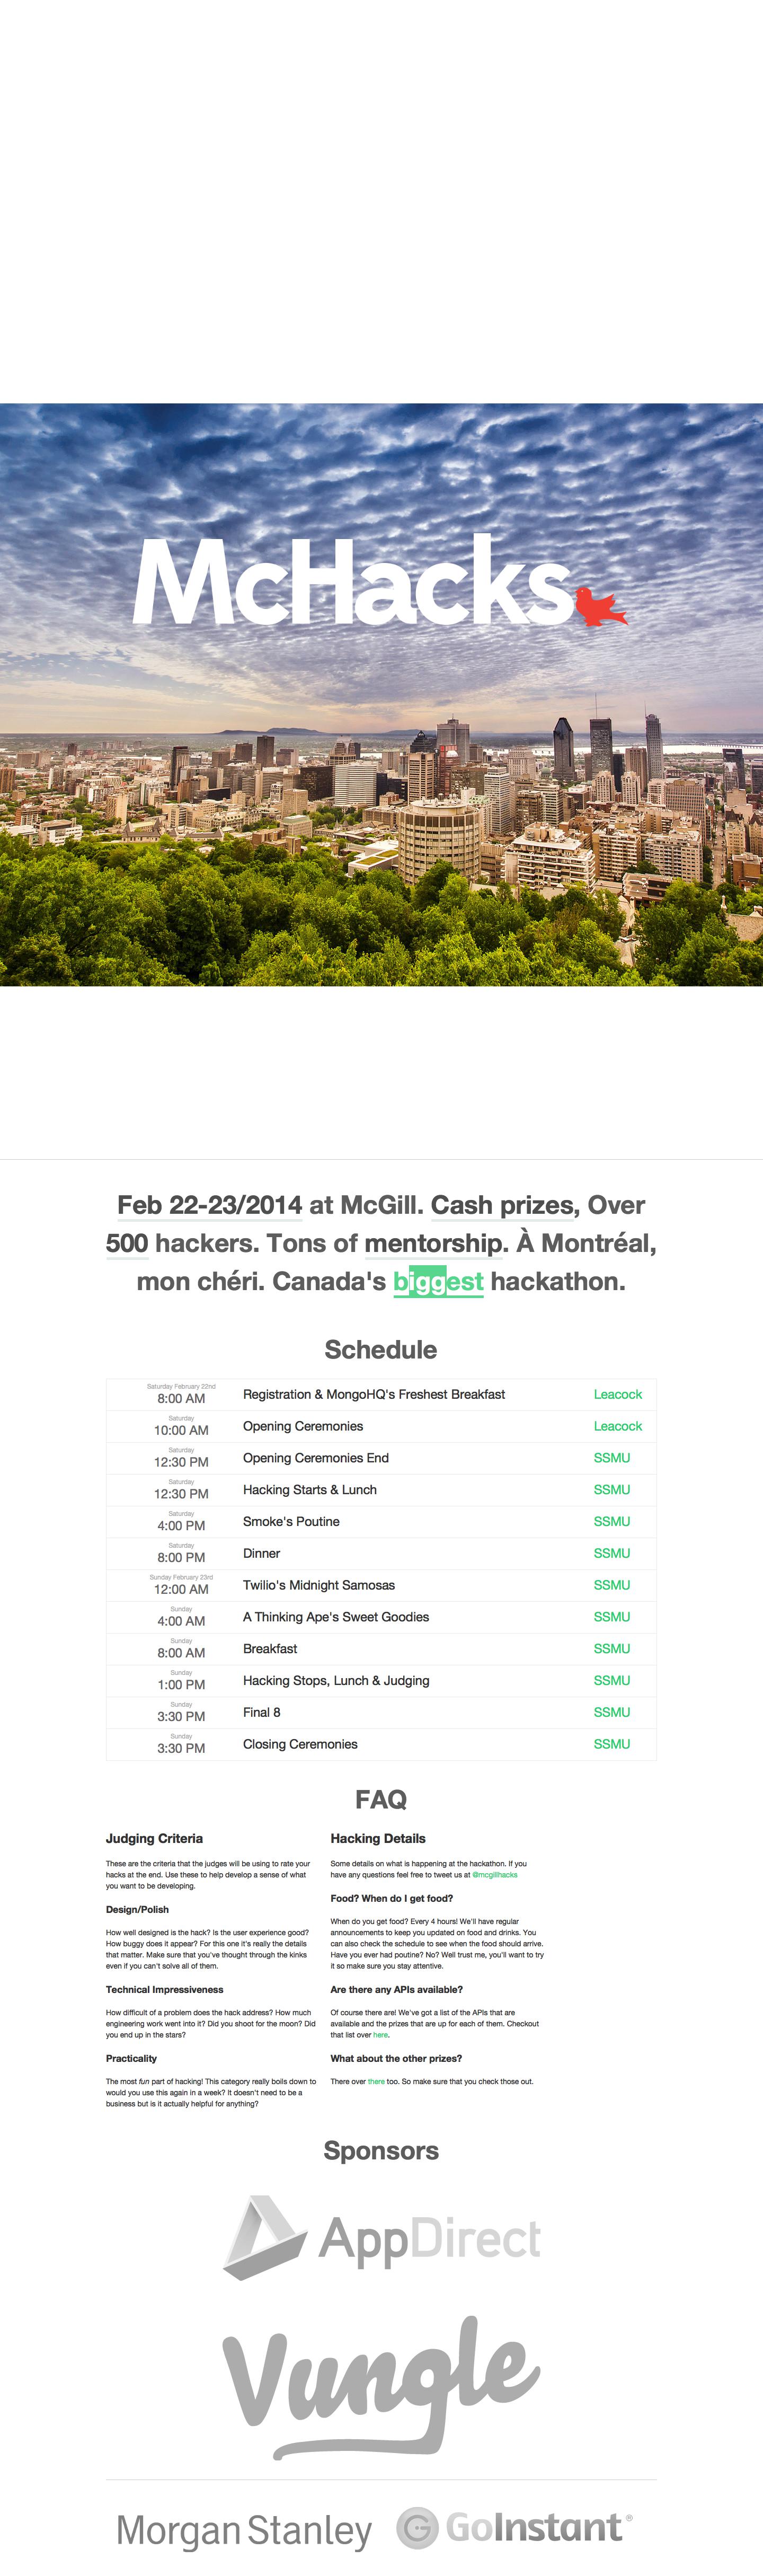 McHacks
Feb 22-23/2014 at McGill. Cash prizes, Over
500 hackers. Tons of mentorship. À Montréal,
mon chéri. Canada's biggest hackathon.
Schedule
Saturday February 22nd
8:00 AM Registration & MongoHQ's Freshest Breakfast Leacock
Saturday
10:00 AM Opening Ceremonies Leacock
Saturday
12:30 PM Opening Ceremonies End SSMU
Saturday
12:30 PM Hacking Starts & Lunch SSMU
Saturday
4:00 PM Smoke's Poutine SSMU
Saturday
8:00 PM Dinner SSMU
Sunday February 23rd
12:00 AM Twilio's Midnight Samosas SSMU
Sunday
4:00 AM A Thinking Ape's Sweet Goodies SSMU
Sunday
8:00 AM Breakfast SSMU
Sunday
1:00 PM Hacking Stops, Lunch & Judging SSMU
Sunday
3:30 PM Final 8 SSMU
Sunday
3:30 PM Closing Ceremonies SSMU
FAQ
Judging Criteria
These are the criteria that the judges will be using to rate your
hacks at the end. Use these to help develop a sense of what
you want to be developing.
Design/Polish
How well designed is the hack? Is the user experience good?
How buggy does it appear? For this one it's really the details
that matter. Make sure that you've thought through the kinks
even if you can't solve all of them.
Technical Impressiveness
How difficult of a problem does the hack address? How much
engineering work went into it? Did you shoot for the moon? Did
you end up in the stars?
Practicality
The most fun part of hacking! This category really boils down to
would you use this again in a week? It doesn't need to be a
business but is it actually helpful for anything?
Hacking Details
Some details on what is happening at the hackathon. If you
have any questions feel free to tweet us at @mcgillhacks
Food? When do I get food?
When do you get food? Every 4 hours! We'll have regular
announcements to keep you updated on food and drinks. You
can also check the schedule to see when the food should arrive.
Have you ever had poutine? No? Well trust me, you'll want to try
it so make sure you stay attentive.
Are there any APIs available?
Of course there are! We've got a list of the APIs that are
available and the prizes that are up for each of them. Checkout
that list over here.
What about the other prizes?
There over there too. So make sure that you check those out.
Sponsors
AppDirect
Vungle
Morgan Stanley
GoInstant®